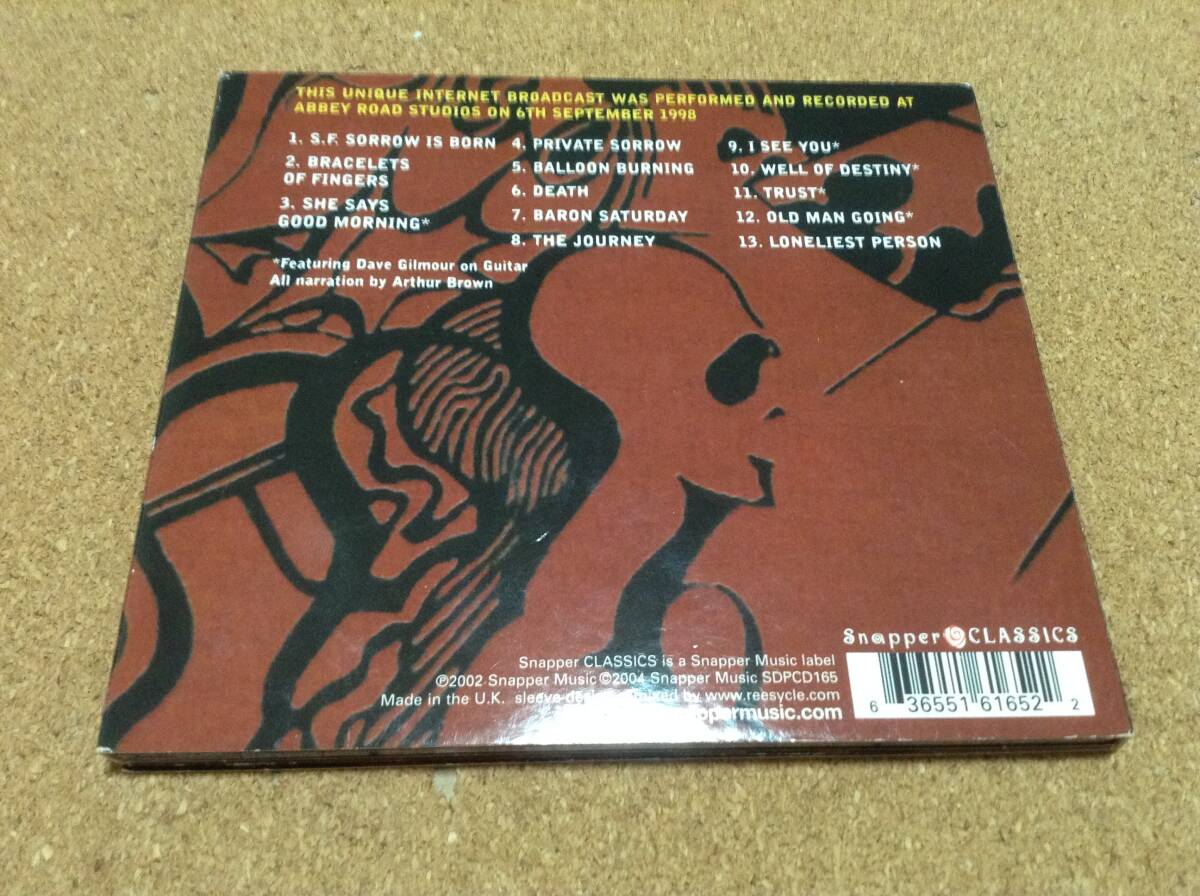 THIS UNIQUE INTERNET BROADCAST WAS PERFORMED AND RECORDED AT
ABBEY ROAD STUDIOS ON 6TH SEPTEMBER 1998
1. S.F. SORROW IS BORN
2. BRACELETS
OF FINGERS
3. SHE SAYS
GOOD MORNING*
4. PRIVATE SORROW
5. BALLOON BURNING
6. DEATH
7. BARON SATURDAY
8. THE JOURNEY
9. I SEE YOU*
10. WELL OF DESTINY*
11. TRUST*
12. OLD MAN GOING*
13. LONELIEST PERSON
*Featuring Dave Gilmour on Guitar
All narration by Arthur Brown
Snapper CLASSICS
Snapper CLASSICS is a Snapper Music label
℗2002 Snapper Music ©2004 Snapper Music SDPCD165
Made in the U.K. sleeve by www.reesycle.com
6 36551 61652 2